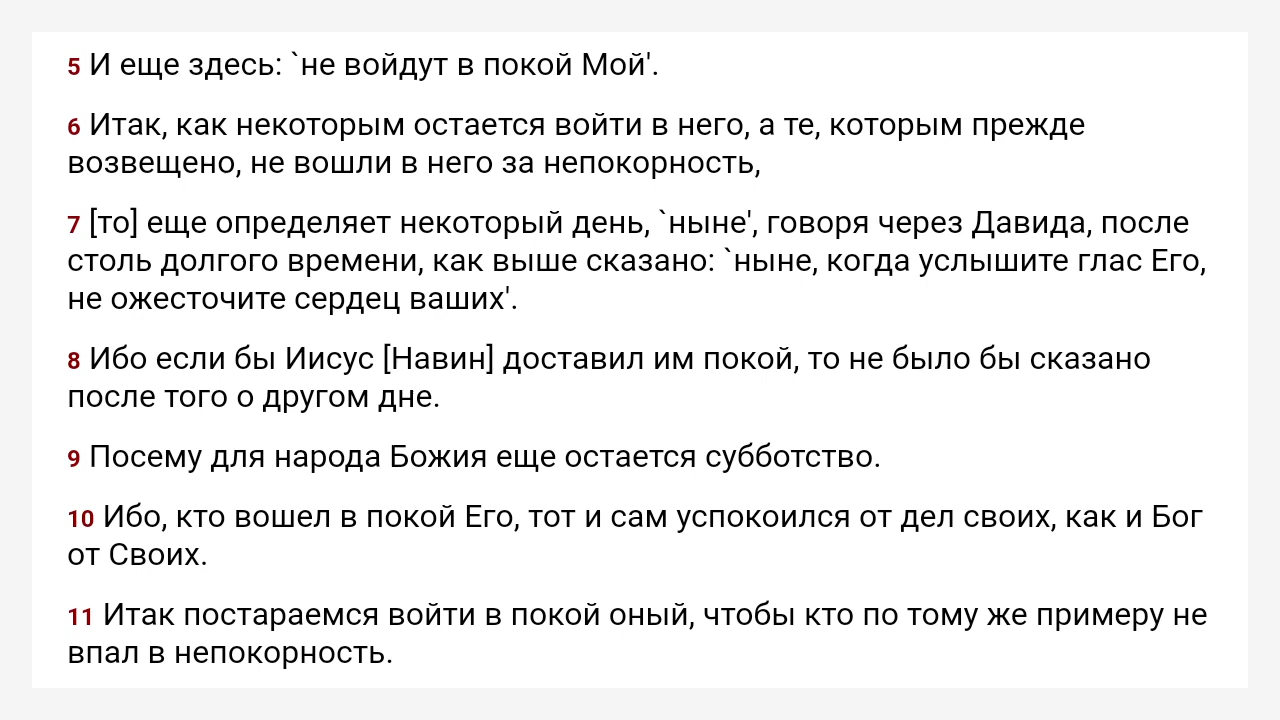 5 И еще здесь: `не войдут в покой Мой'.
6 Итак, как некоторым остается войти в него, а те, которым прежде
возвещено, не вошли в него за непокорность,
7 [то] еще определяет некоторый день, `ныне', говоря через Давида, после
столь долгого времени, как выше сказано: `ныне, когда услышите глас Его,
не ожесточите сердец ваших'.
8 Ибо если бы Иисус [Навин] доставил им покой, то не было бы сказано
после того о другом дне.
9 Посему для народа Божия еще остается субботство.
10 Ибо, кто вошел в покой Его, тот и сам успокоился от дел своих, как и Бог
от Своих.
11 Итак постараемся войти в покой оный, чтобы кто по тому же примеру не
впал в непокорность.